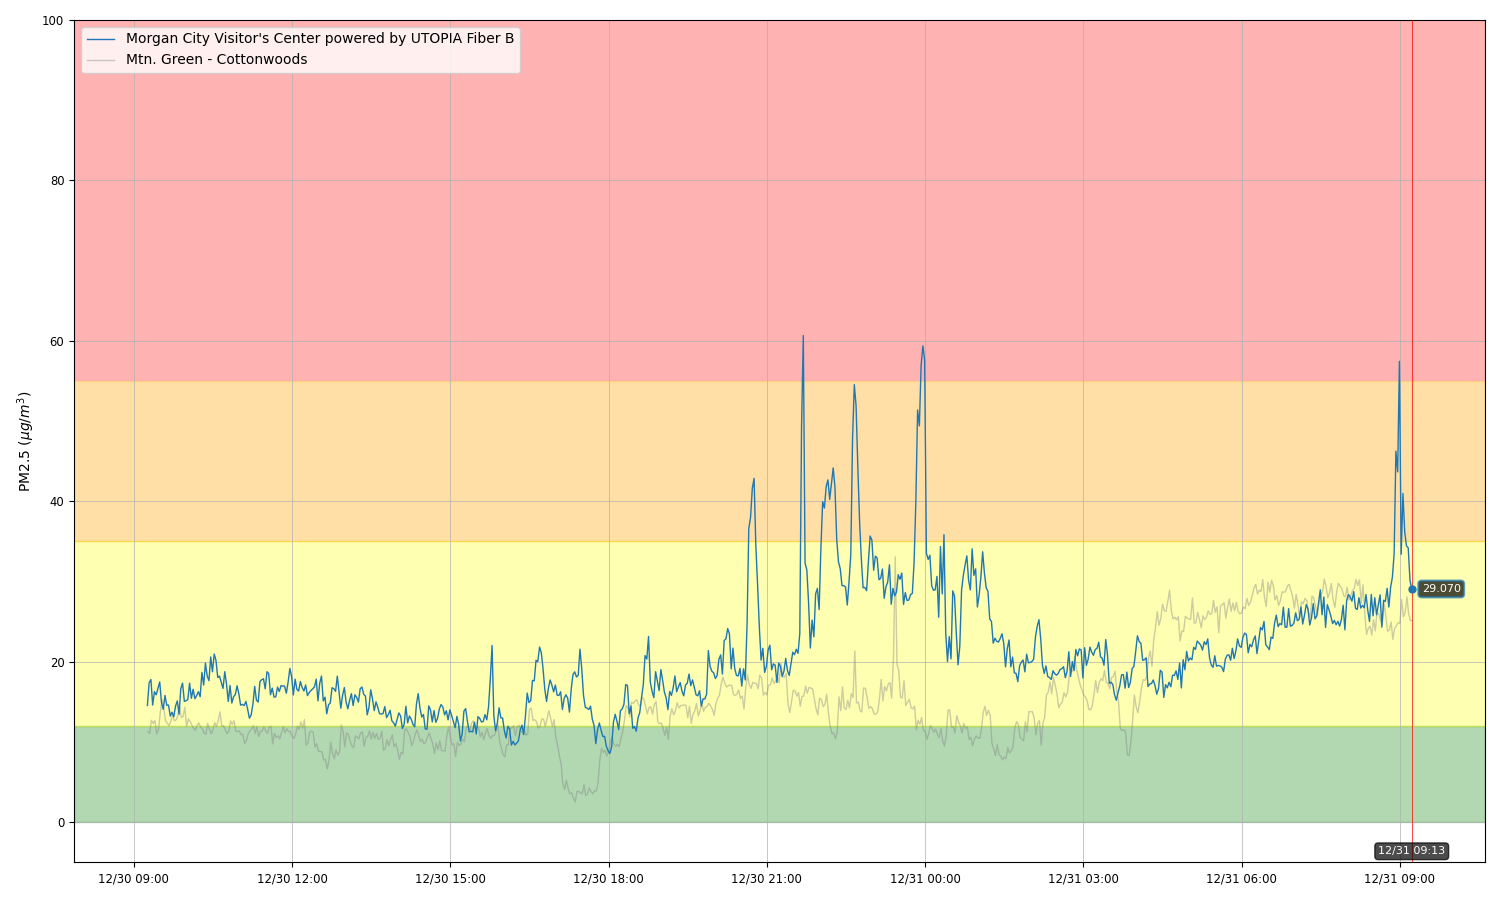 Morgan City Visitor's Center powered by UTOPIA Fiber B
Mtn. Green - Cottonwoods
100
80
60
40
20
0
PM2.5 (μg/m³)
29.070
12/31 09:13
12/30 09:00 12/30 12:00 12/30 15:00 12/30 18:00 12/30 21:00 12/31 00:00 12/31 03:00 12/31 06:00 12/31 09:00